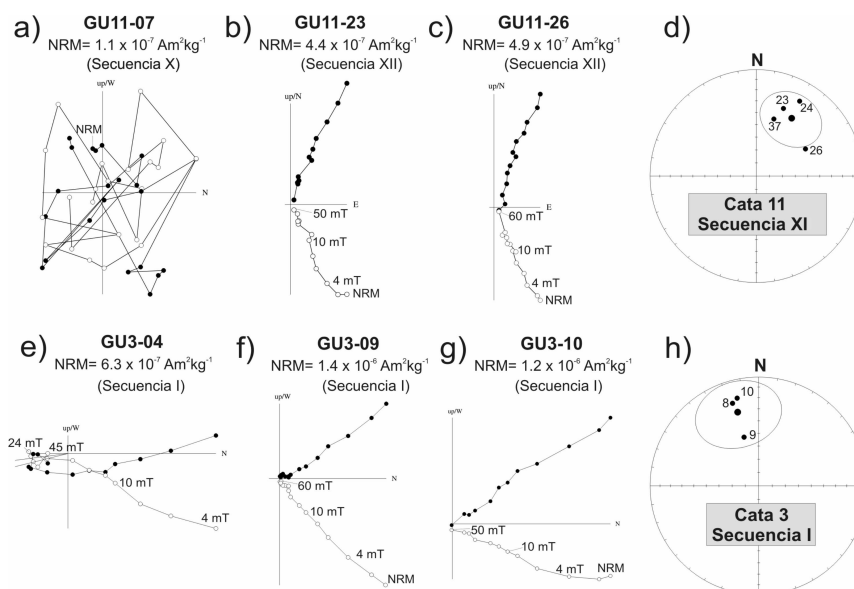 a)
GU11-07
NRM= 1.1 x 10-7 Am2kg-1
(Secuencia X)
up/W
NRM
N
b)
GU11-23
NRM= 4.4 x 10-7 Am2kg-1
(Secuencia XII)
up/N
E
50 mT
10 mT
4 mT
NRM
c)
GU11-26
NRM= 4.9 x 10-7 Am2kg-1
(Secuencia XII)
up/N
E
60 mT
10 mT
4 mT
NRM
d)
N
23
24
37
26
Cata 11
Secuencia XI
e)
GU3-04
NRM= 6.3 x 10-7 Am2kg-1
(Secuencia I)
up/W
24 mT
45 mT
N
10 mT
4 mT
f)
GU3-09
NRM= 1.4 x 10-6 Am2kg-1
(Secuencia I)
up/W
N
60 mT
10 mT
4 mT
NRM
g)
GU3-10
NRM= 1.2 x 10-6 Am2kg-1
(Secuencia I)
up/W
N
50 mT
10 mT
4 mT
NRM
h)
N
10
8
9
Cata 3
Secuencia I